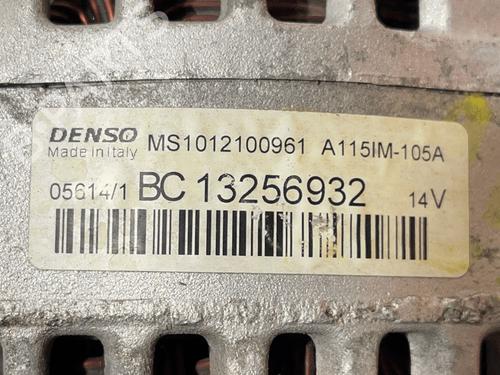 DENSO MS1012100961 A115IM-105A
Made in Italy
05614/1 BC 13256932 14V